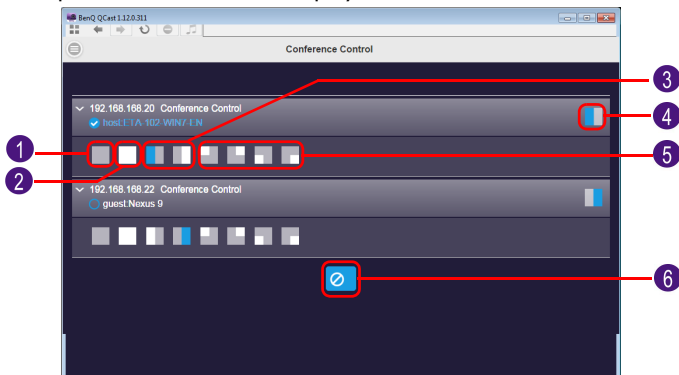 BenQ QCast 1.12.0.311
Conference Control
3
192.168.168.20 Conference Control
4
host:ETA-102-WIN7-EN
1
5
2
192.168.168.22 Conference Control
guest:Nexus 9
6